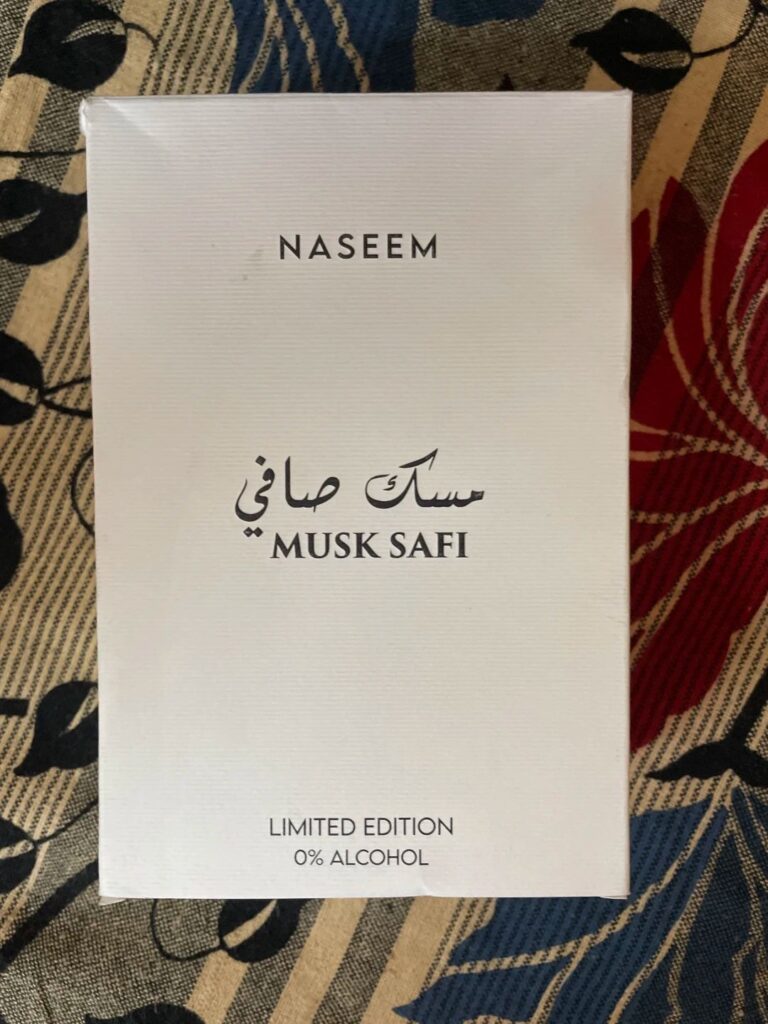 NASEEM
مسك صافي
MUSK SAFI
LIMITED EDITION
0% ALCOHOL